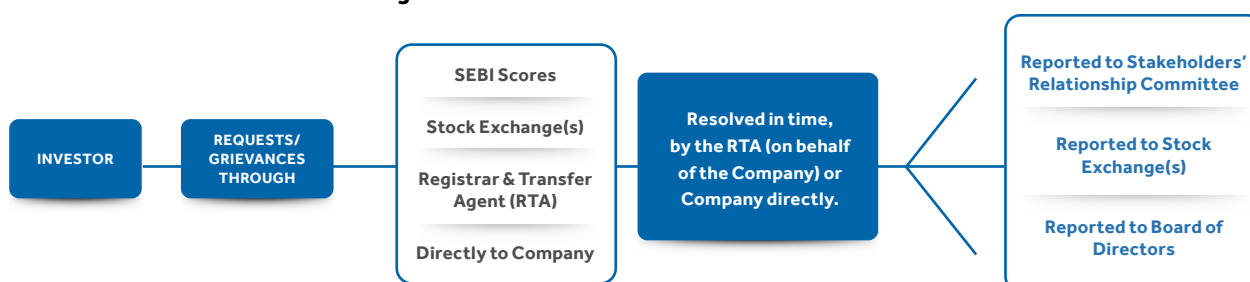 INVESTOR
REQUESTS/
GRIEVANCES
THROUGH
SEBI Scores
Stock Exchange(s)
Registrar & Transfer
Agent (RTA)
Directly to Company
Resolved in time,
by the RTA (on behalf
of the Company) or
Company directly.
Reported to Stakeholders’
Relationship Committee
Reported to Stock
Exchange(s)
Reported to Board of
Directors